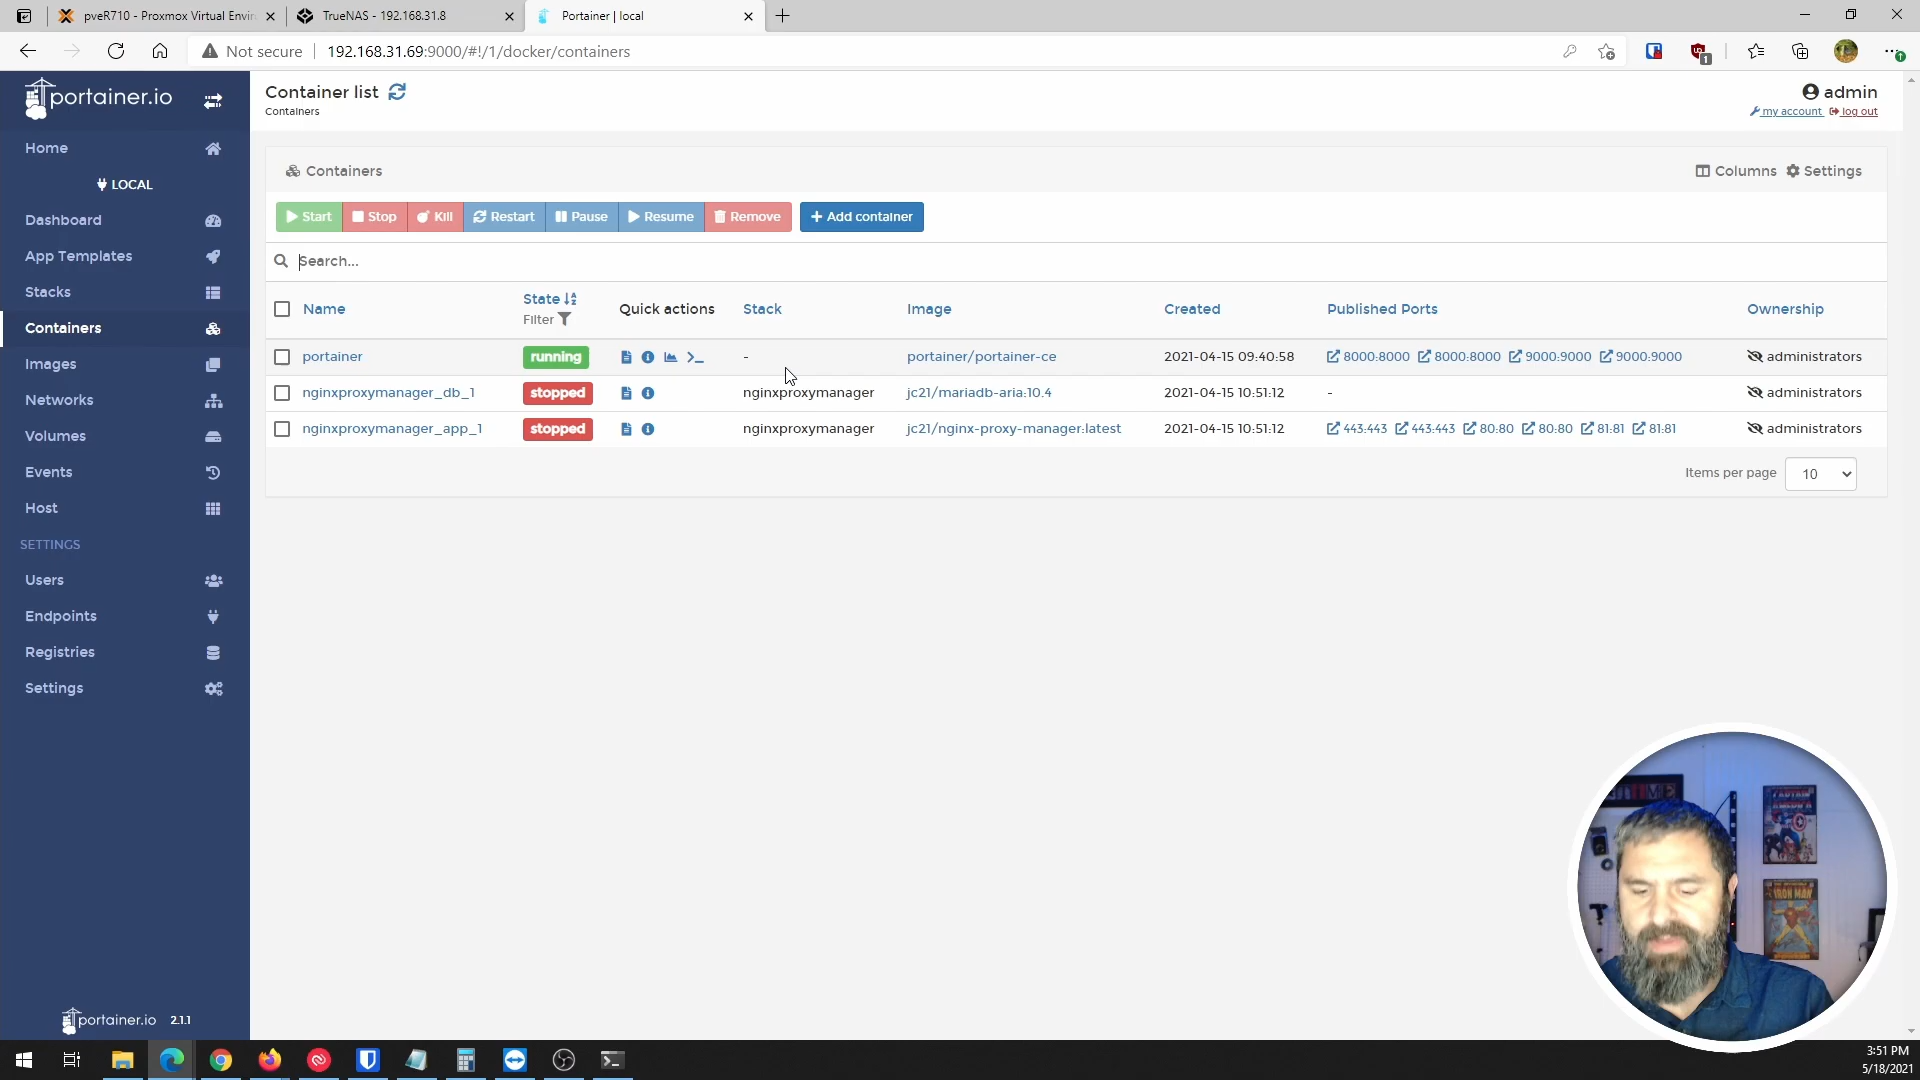 pveR710 - Proxmox Virtual Envir
TrueNAS - 192.168.31.8
Portainer | local
Not secure
192.168.31.69:9000/#!/1/docker/containers
1
portainer.io
Home
LOCAL
Dashboard
App Templates
Stacks
Containers
Images
Networks
Volumes
Events
Host
SETTINGS
Users
Endpoints
Registries
Settings
portainer.io 2.1.1
Container list
Containers
admin
my account log out
Containers
Columns Settings
Start Stop Kill Restart Pause Resume Remove + Add container
Search...
Name State Filter Quick actions Stack Image Created Published Ports Ownership
portainer running - portainer/portainer-ce 2021-04-15 09:40:58 8000:8000 8000:8000 9000:9000 9000:9000 administrators
nginxproxymanager_db_1 stopped nginxproxymanager jc21/mariadb-aria:10.4 2021-04-15 10:51:12 - administrators
nginxproxymanager_app_1 stopped nginxproxymanager jc21/nginx-proxy-manager:latest 2021-04-15 10:51:12 443:443 443:443 80:80 80:80 81:81 81:81 administrators
Items per page 10
CAPTAIN AMERICA
IRON MAN
3:51 PM
5/18/2021